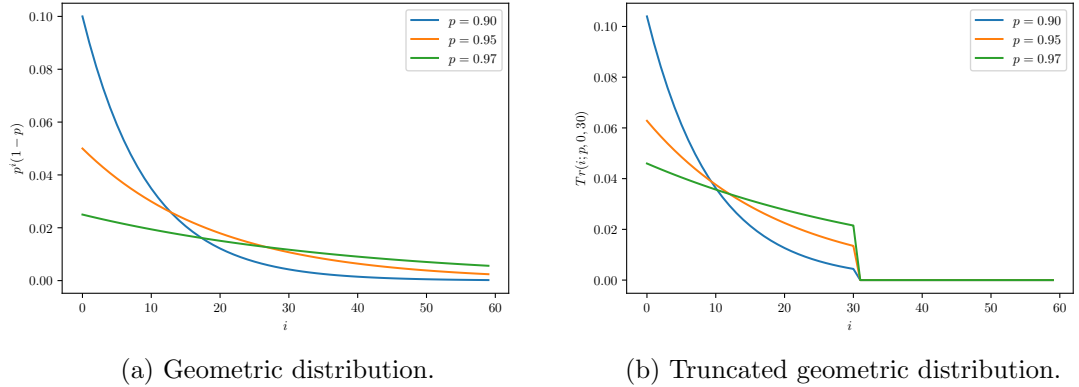 0.10
0.08
0.06
0.04
0.02
0.00
p^i(1 − p)
0 10 20 30 40 50 60
i
p = 0.90
p = 0.95
p = 0.97
(a) Geometric distribution.
0.10
0.08
0.06
0.04
0.02
0.00
Tr(i; p, 0, 30)
0 10 20 30 40 50 60
i
p = 0.90
p = 0.95
p = 0.97
(b) Truncated geometric distribution.